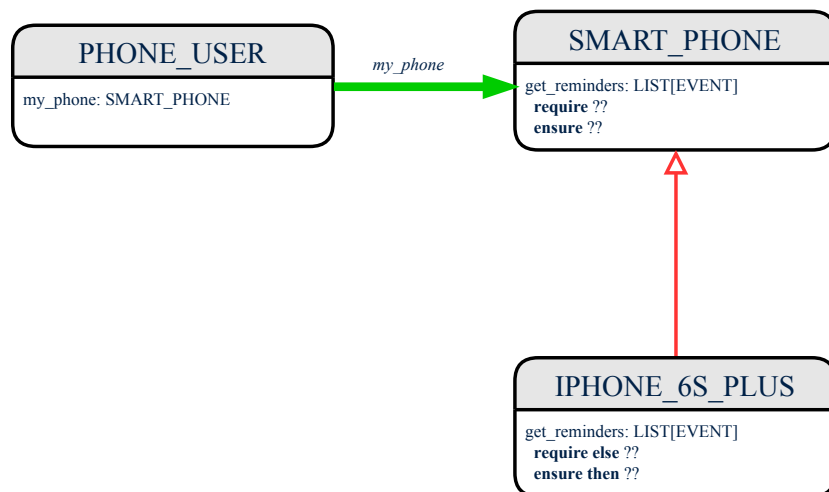 PHONE_USER
my_phone: SMART_PHONE
my_phone
SMART_PHONE
get_reminders: LIST[EVENT]
require ??
ensure ??
IPHONE_6S_PLUS
get_reminders: LIST[EVENT]
require else ??
ensure then ??